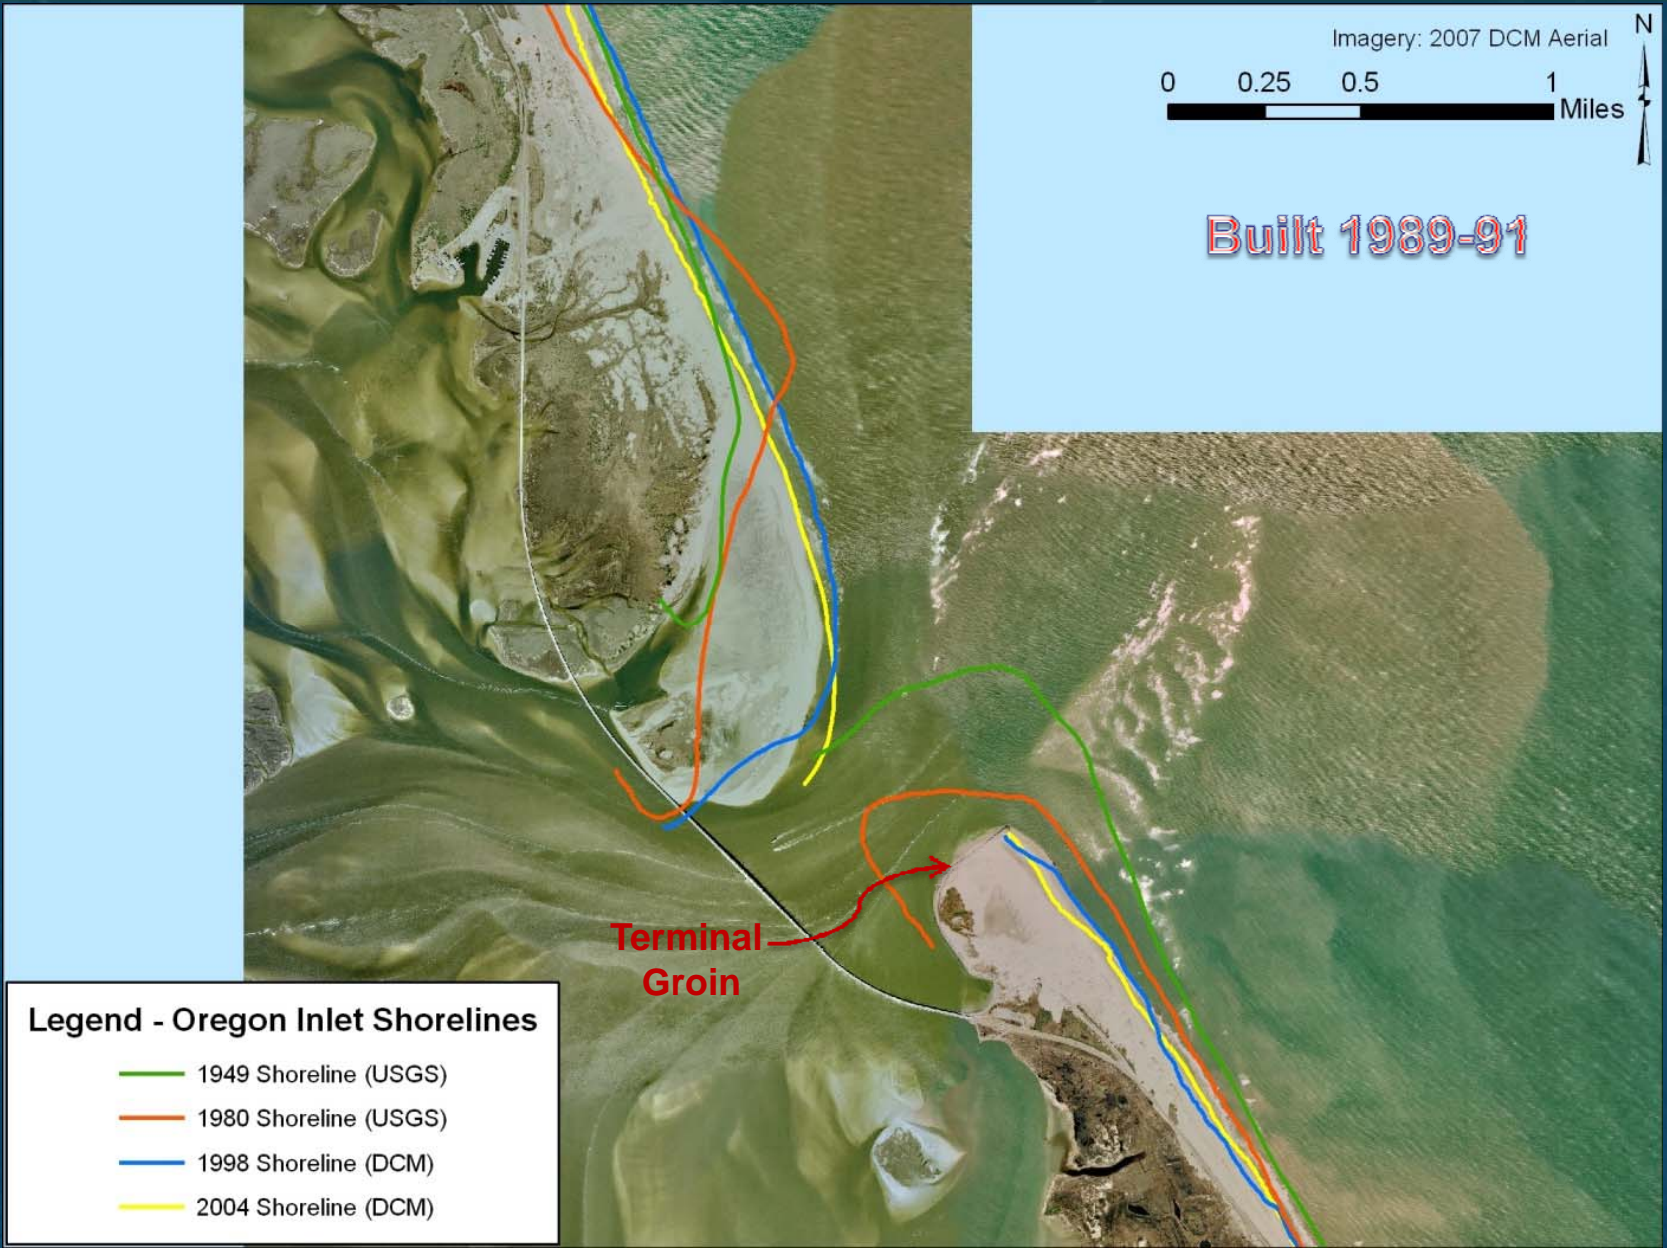 Imagery: 2007 DCM Aerial
N
0 0.25 0.5 1
Miles
Built 1989-91
Terminal
Groin
Legend - Oregon Inlet Shorelines
1949 Shoreline (USGS)
1980 Shoreline (USGS)
1998 Shoreline (DCM)
2004 Shoreline (DCM)